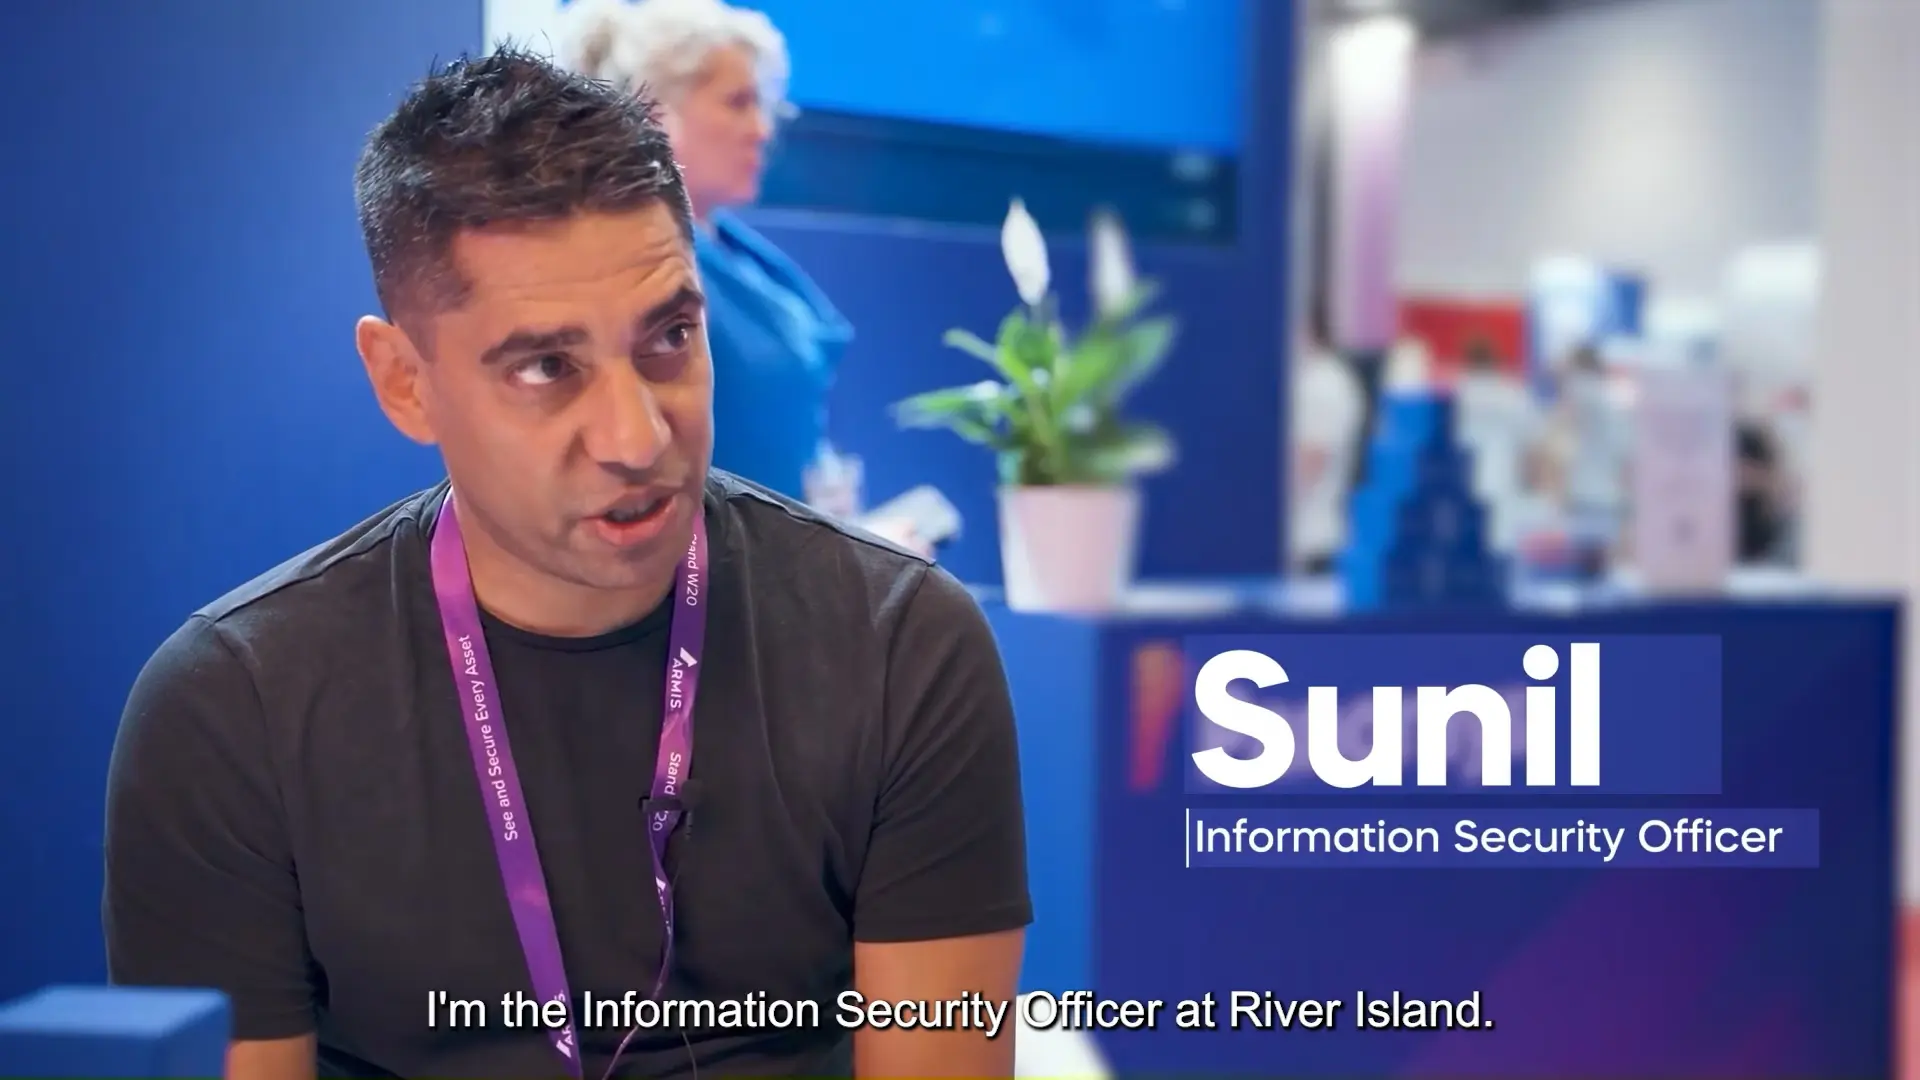 See and Secure Every Asset
Stand W20
ARMIS
Stand
20
Sunil
Information Security Officer
I'm the Information Security Officer at River Island.